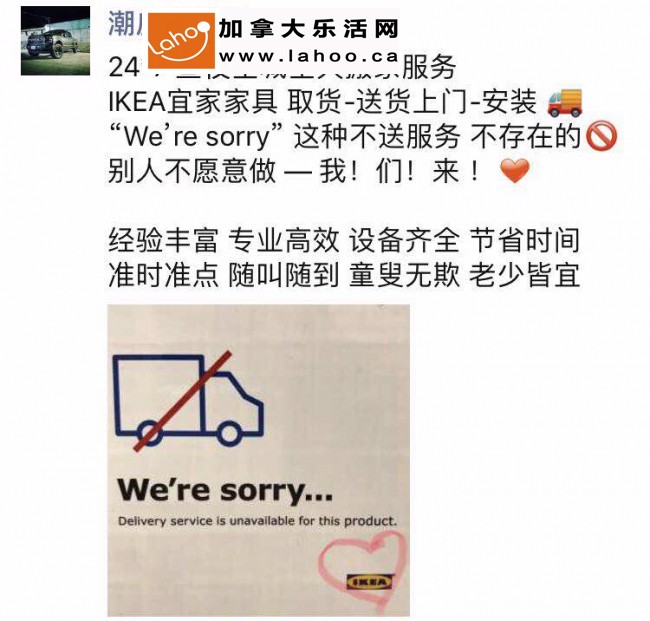 潮
Lahoo
加拿大乐活网
www.lahoo.ca
24
搬家服务
IKEA宜家家具 取货-送货上门-安装
“We’re sorry” 这种不送服务 不存在的
别人不愿意做 — 我！们！来！
经验丰富 专业高效 设备齐全 节省时间
准时准点 随叫随到 童叟无欺 老少皆宜
We’re sorry...
Delivery service is unavailable for this product.
IKEA